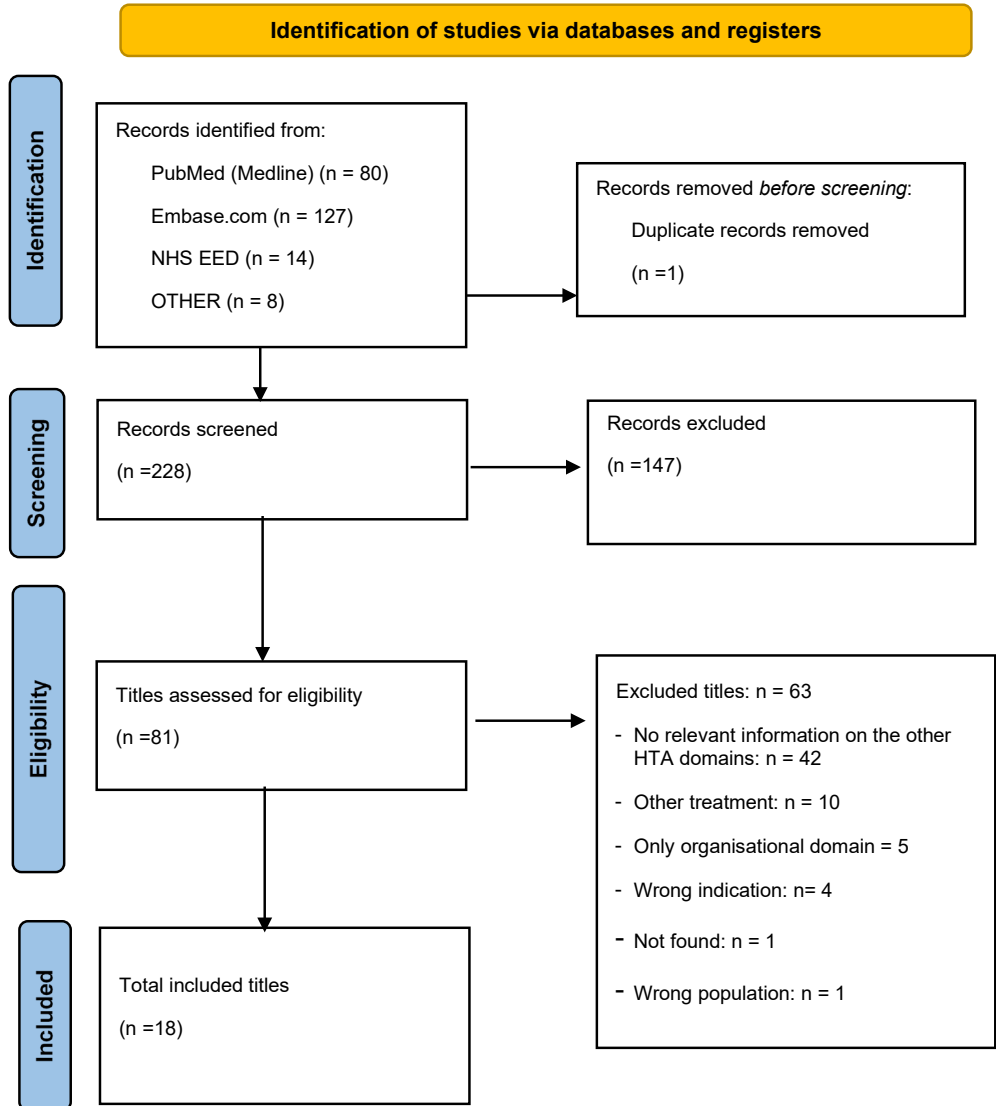 Identification of studies via databases and registers
Identification
Records identified from:
PubMed (Medline) (n = 80)
Embase.com (n = 127)
NHS EED (n = 14)
OTHER (n = 8)
Records removed before screening:
Duplicate records removed
(n =1)
Screening
Records screened
(n =228)
Records excluded
(n =147)
Eligibility
Titles assessed for eligibility
(n =81)
Excluded titles: n = 63
- No relevant information on the other
HTA domains: n = 42
- Other treatment: n = 10
- Only organisational domain = 5
- Wrong indication: n= 4
- Not found: n = 1
- Wrong population: n = 1
Included
Total included titles
(n =18)